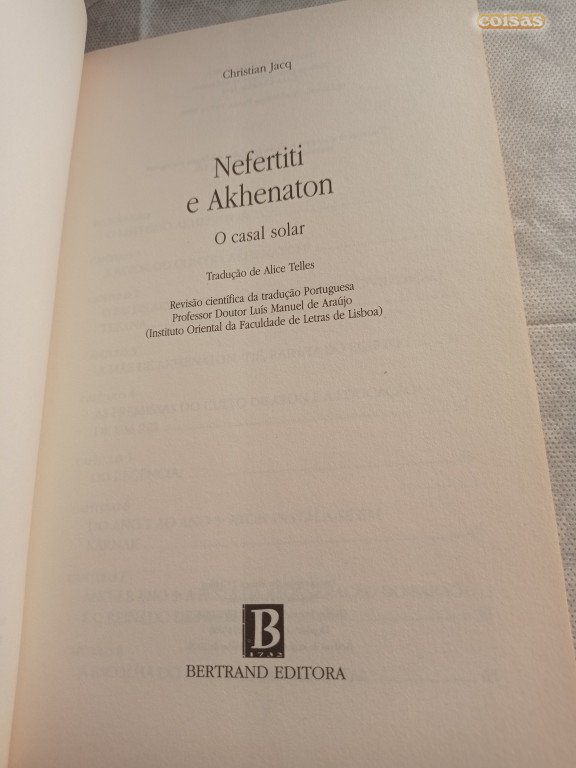 coisas
Christian Jacq
Nefertiti
e Akhenaton
O casal solar
Tradução de Alice Telles
Revisão científica da tradução Portuguesa
Professor Doutor Luís Manuel de Araújo
(Instituto Oriental da Faculdade de Letras de Lisboa)
B
1732
BERTRAND EDITORA